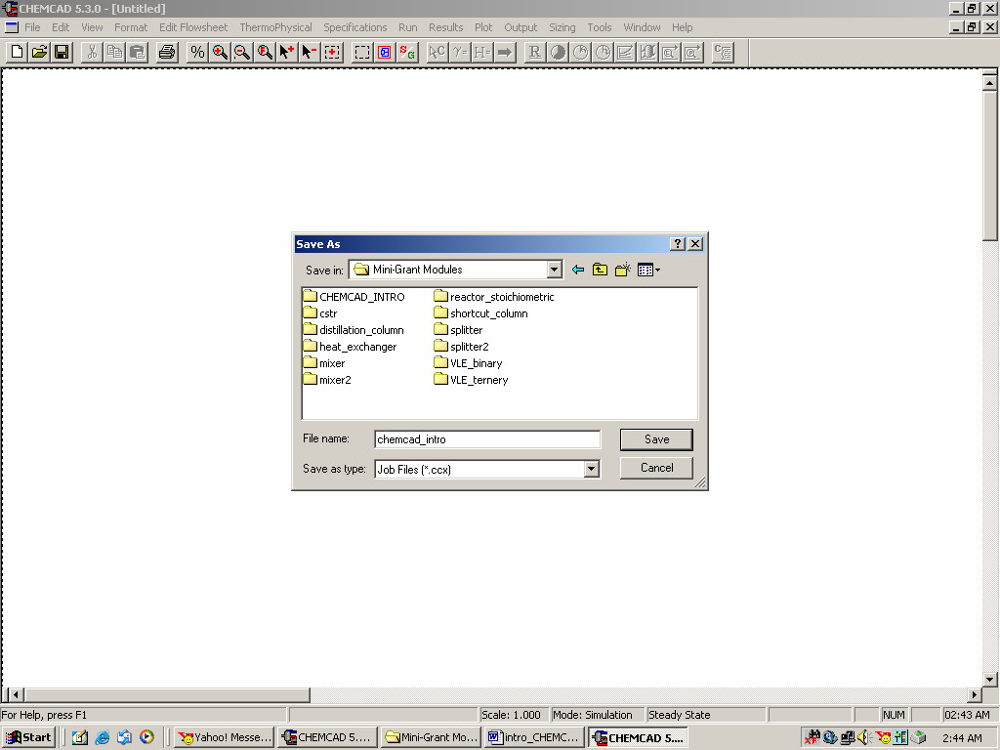 CHEMCAD 5.3.0 - [Untitled]
File Edit View Format Edit Flowsheet ThermoPhysical Specifications Run Results Plot Output Sizing Tools Window Help
Save As
Save in: Mini-Grant Modules
CHEMCAD_INTRO reactor_stoichiometric
cstr shortcut_column
distillation_column splitter
heat_exchanger splitter2
mixer VLE_binary
mixer2 VLE_ternery
File name: chemcad_intro Save
Save as type: Job Files (*.ccx) Cancel
For Help, press F1 Scale: 1.000 Mode: Simulation Steady State NUM 02:43 AM
Start Yahoo! Messe... CHEMCAD 5.... Mini-Grant Mo... intro_CHEMC... CHEMCAD 5.... 2:44 AM